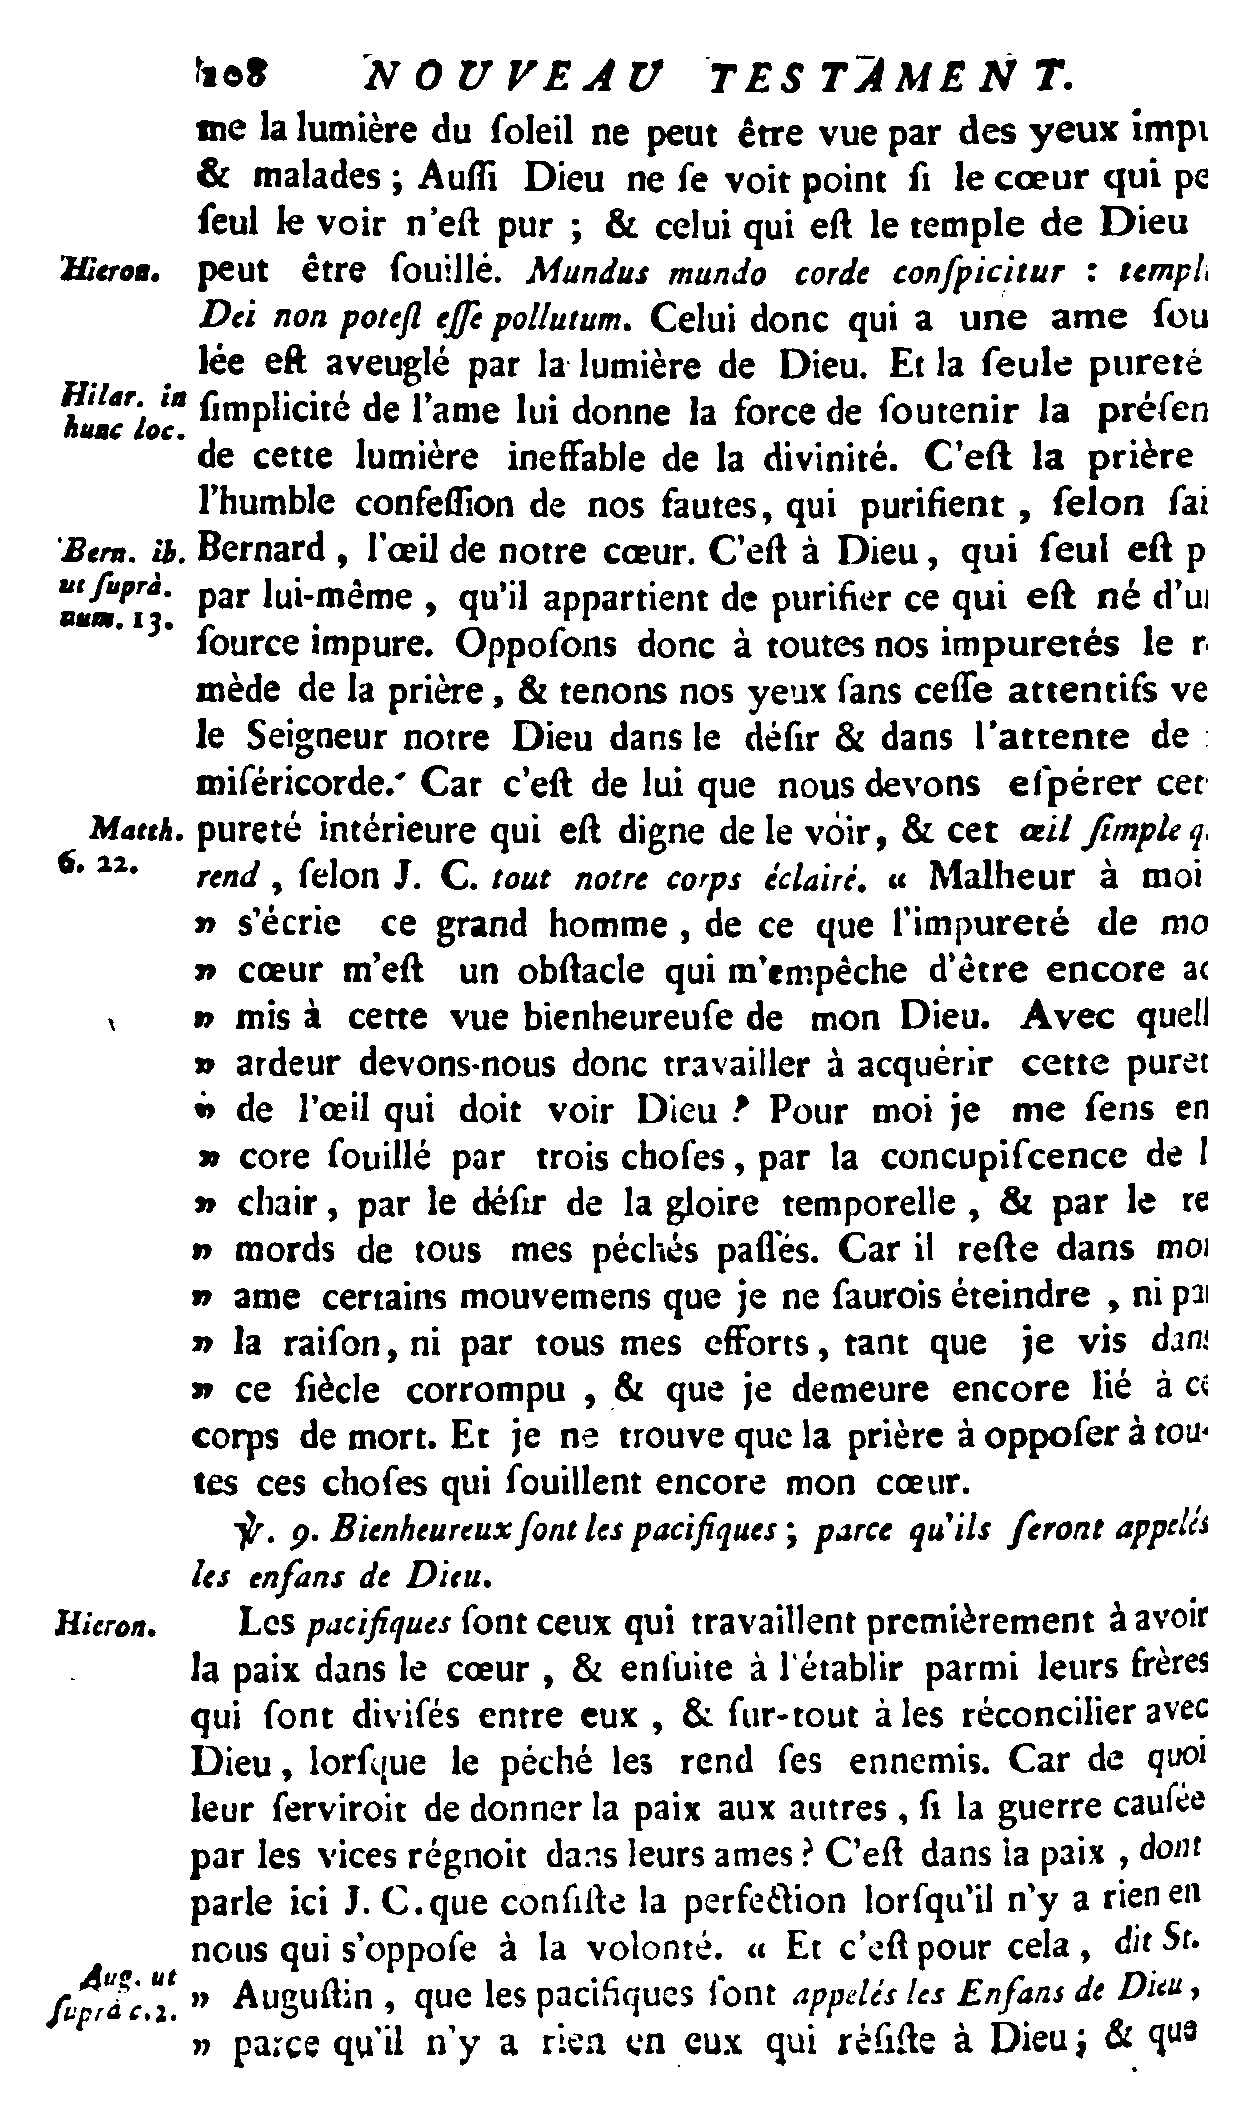 108 NOUVEAU TESTAMENT.
me la lumière du ſoleil ne peut être vue par des yeux
& malades ; Auſſi Dieu ne ſe voit point ſi le cœur qui
ſeul le voir n'eſt pur ; & celui qui eſt le temple de Dieu
Hieron. peut être ſouillé. Mundus mundo corde conſpicitur : templ
Dei non poteſt eſſe pollutum. Celui donc qui a une ame ſou
lée eſt aveuglé par la lumière de Dieu. Et la ſeule pureté
Hilar. in ſimplicité de l'ame lui donne la force de ſoutenir la préſen
hunc loc.
de cette lumière ineffable de la divinité. C'eſt la prière
l'humble confeſſion de nos fautes, qui purifient , ſelon ſai
Bern. ib. Bernard , l'œil de notre cœur. C'eſt à Dieu , qui ſeul eſt p
ut ſuprà. par lui-même , qu'il appartient de purifier ce qui eſt né d'u
num. 13.
ſource impure. Oppoſons donc à toutes nos impuretés le r
mède de la prière , & tenons nos yeux ſans ceſſe attentifs ve
le Seigneur notre Dieu dans le déſir & dans l'attente de
miſéricorde. Car c'eſt de lui que nous devons eſpérer cet
Matth. pureté intérieure qui eſt digne de le voir, & cet œil ſimple q
6. 22. rend , ſelon J. C. tout notre corps éclairé. « Malheur à moi
» s'écrie ce grand homme , de ce que l'impureté de mo
» cœur m'eſt un obſtacle qui m'empêche d'être encore a
» mis à cette vue bienheureuſe de mon Dieu. Avec quell
» ardeur devons-nous donc travailler à acquérir cette puret
» de l'œil qui doit voir Dieu ? Pour moi je me ſens en
» core ſouillé par trois choſes , par la concupiſcence de l
» chair , par le déſir de la gloire temporelle , & par le re
» mords de tous mes péchés paſſés. Car il reſte dans mo
» ame certains mouvemens que je ne ſaurois éteindre , ni pa
» la raiſon, ni par tous mes efforts , tant que je vis dans
» ce ſiècle corrompu , & que je demeure encore lié à ce
corps de mort. Et je ne trouve que la prière à oppoſer à tou-
tes ces choſes qui ſouillent encore mon cœur.
℣. 9. Bienheureux ſont les pacifiques ; parce qu'ils ſeront appelés
les enfans de Dieu.
Hieron. Les pacifiques ſont ceux qui travaillent premièrement à avoir
la paix dans le cœur , & enſuite à l'établir parmi leurs frères
qui ſont diviſés entre eux , & ſur-tout à les réconcilier avec
Dieu , lorſque le péché les rend ſes ennemis. Car de quoi
leur ſerviroit de donner la paix aux autres , ſi la guerre cauſée
par les vices régnoit dans leurs ames ? C'eſt dans la paix , dont
parle ici J. C. que conſiſte la perfection lorſqu'il n'y a rien en
nous qui s'oppoſe à la volonté. « Et c'eſt pour cela , dit St.
Aug. ut » Auguſtin , que les pacifiques ſont appelés les Enfans de Dieu ,
ſuprà c. 2.
» parce qu'il n'y a rien en eux qui réſiſte à Dieu ; & que